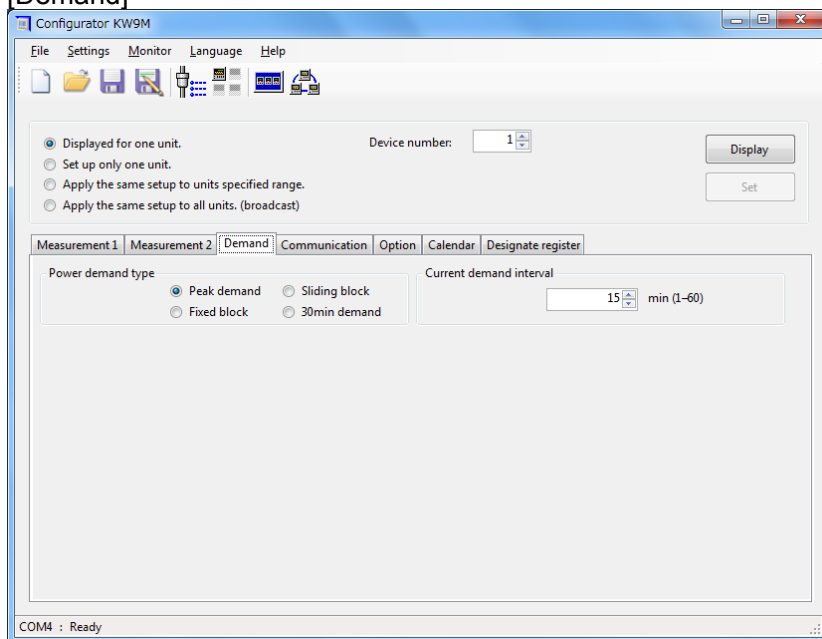 [Demand]
Configurator KW9M
File Settings Monitor Language Help
Displayed for one unit.
Device number: 1
Display
Set up only one unit.
Apply the same setup to units specified range.
Set
Apply the same setup to all units. (broadcast)
Measurement 1 Measurement 2 Demand Communication Option Calendar Designate register
Power demand type
Peak demand Sliding block
Fixed block 30min demand
Current demand interval
15 min (1–60)
COM4 : Ready